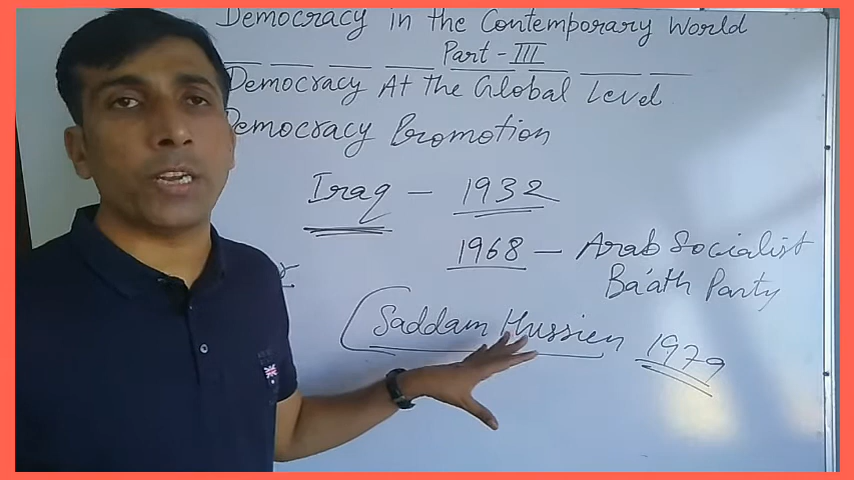 Democracy in the Contemporary World
Part - III
Democracy At the Global Level
Democracy Promotion
Iraq - 1932
1968 - Arab Socialist
Ba'ath Party
Saddam Hussien 1979